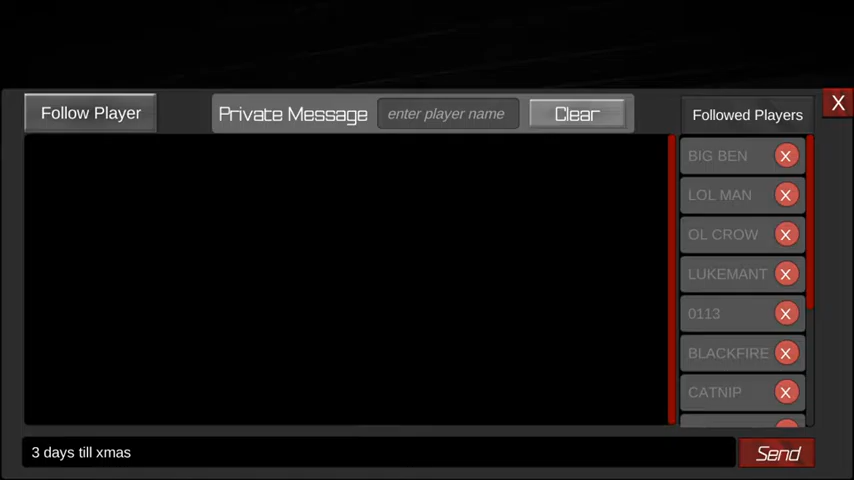 Follow Player
Private Message enter player name Clear
Followed Players
X
BIG BEN X
LOL MAN X
OL CROW X
LUKEMANT X
0113 X
BLACKFIRE X
CATNIP X
3 days till xmas
Send